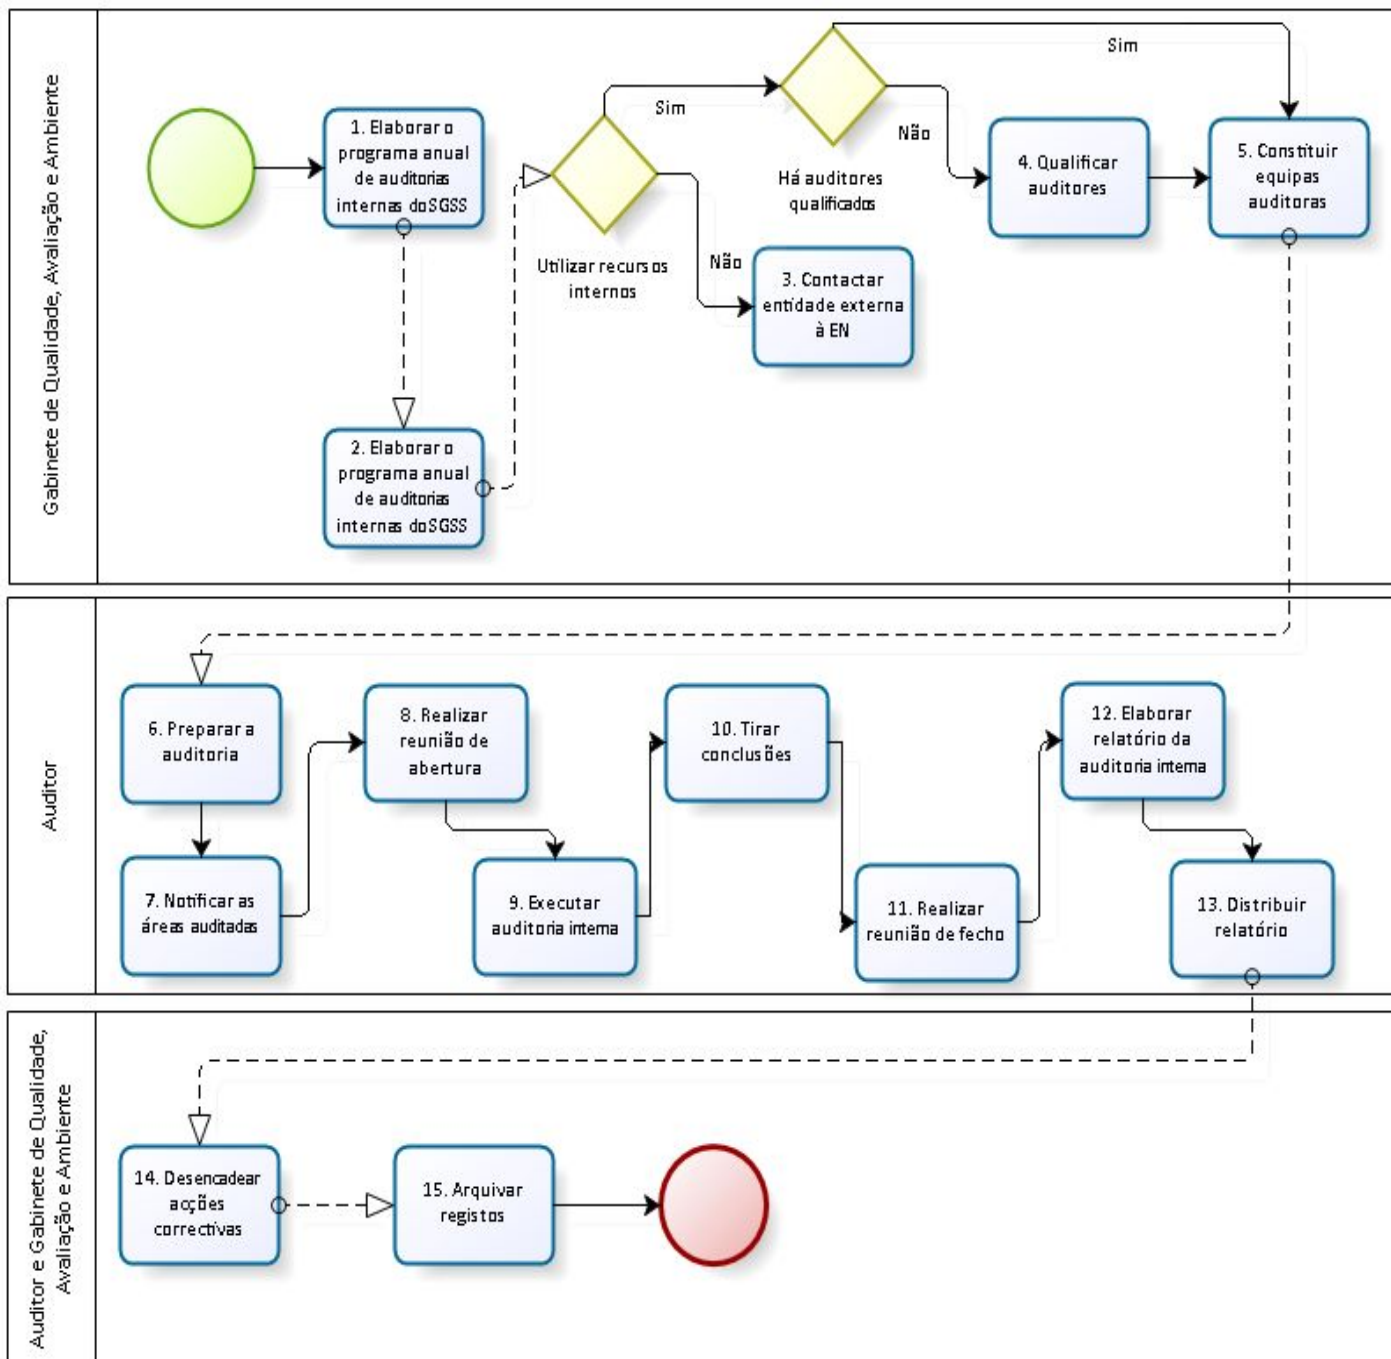 Gabinete de Qualidade, Avaliação e Ambiente
1. Elaborar o
programa anual
de auditorias
internas do SGSS
2. Elaborar o
programa anual
de auditorias
internas do SGSS
Utilizar recursos
internos
Sim
Não
3. Contactar
entidade externa
à EN
Há auditores
qualificados
Sim
Não
4. Qualificar
auditores
5. Constituir
equipas
auditoras
Auditor
6. Preparar a
auditoria
7. Notificar as
áreas auditadas
8. Realizar
reunião de
abertura
9. Executar
auditoria interna
10. Tirar
conclusões
11. Realizar
reunião de fecho
12. Elaborar
relatório da
auditoria interna
13. Distribuir
relatório
Auditor e Gabinete de Qualidade,
Avaliação e Ambiente
14. Desencadear
acções
correctivas
15. Arquivar
registos